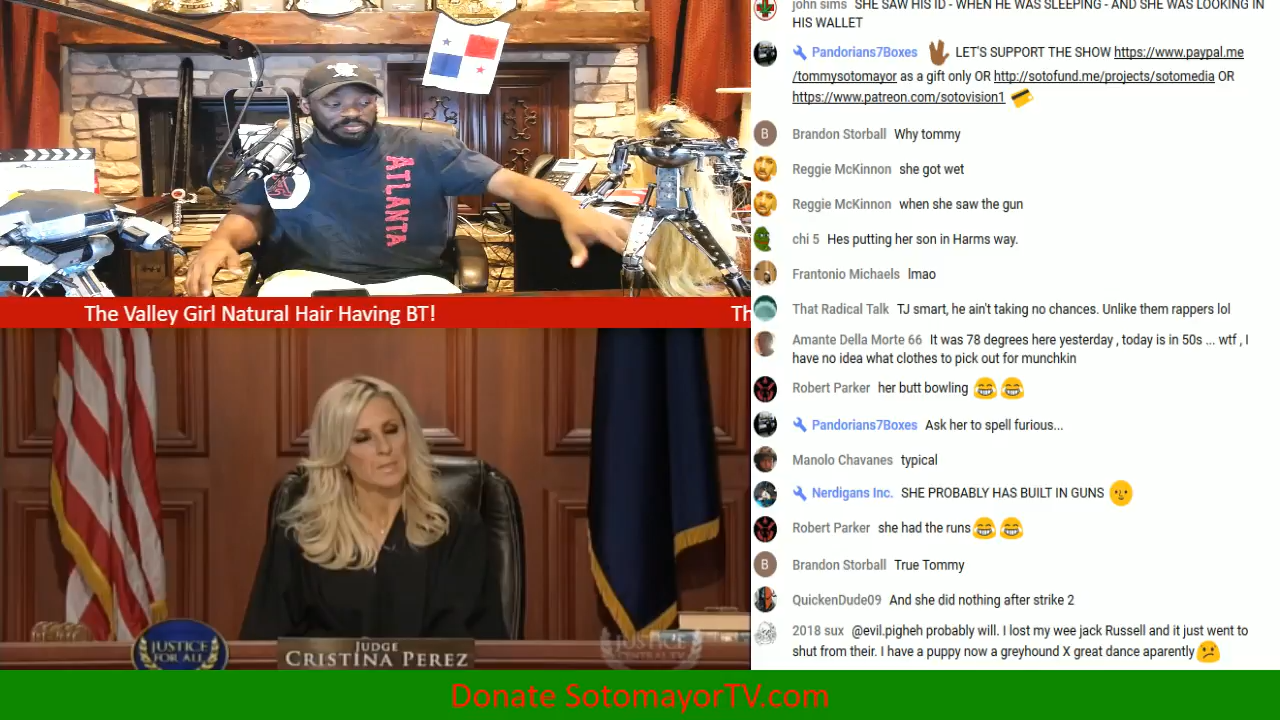 ATLANTA
A
The Valley Girl Natural Hair Having BT!
Th
JUSTICE
FOR ALL
JUDGE
CRISTINA PEREZ
JUSTICE
CENTRAL.TV
john sims SHE SAW HIS ID - WHEN HE WAS SLEEPING - AND SHE WAS LOOKING IN
HIS WALLET
Pandorians7Boxes LET'S SUPPORT THE SHOW https://www.paypal.me
/tommysotomayor as a gift only OR http://sotofund.me/projects/sotomedia OR
https://www.patreon.com/sotovision1
B Brandon Storball Why tommy
Reggie McKinnon she got wet
Reggie McKinnon when she saw the gun
chi 5 Hes putting her son in Harms way.
Frantonio Michaels lmao
That Radical Talk TJ smart, he ain't taking no chances. Unlike them rappers lol
Amante Della Morte 66 It was 78 degrees here yesterday , today is in 50s ... wtf , I
have no idea what clothes to pick out for munchkin
Robert Parker her butt bowling 😂 😂
Pandorians7Boxes Ask her to spell furious...
Manolo Chavanes typical
Nerdigans Inc. SHE PROBABLY HAS BUILT IN GUNS
Robert Parker she had the runs 😂 😂
B Brandon Storball True Tommy
QuickenDude09 And she did nothing after strike 2
2018 sux @evil.pigheh probably will. I lost my wee jack Russell and it just went to
shut from their. I have a puppy now a greyhound X great dance aparently
Donate SotomayorTV.com